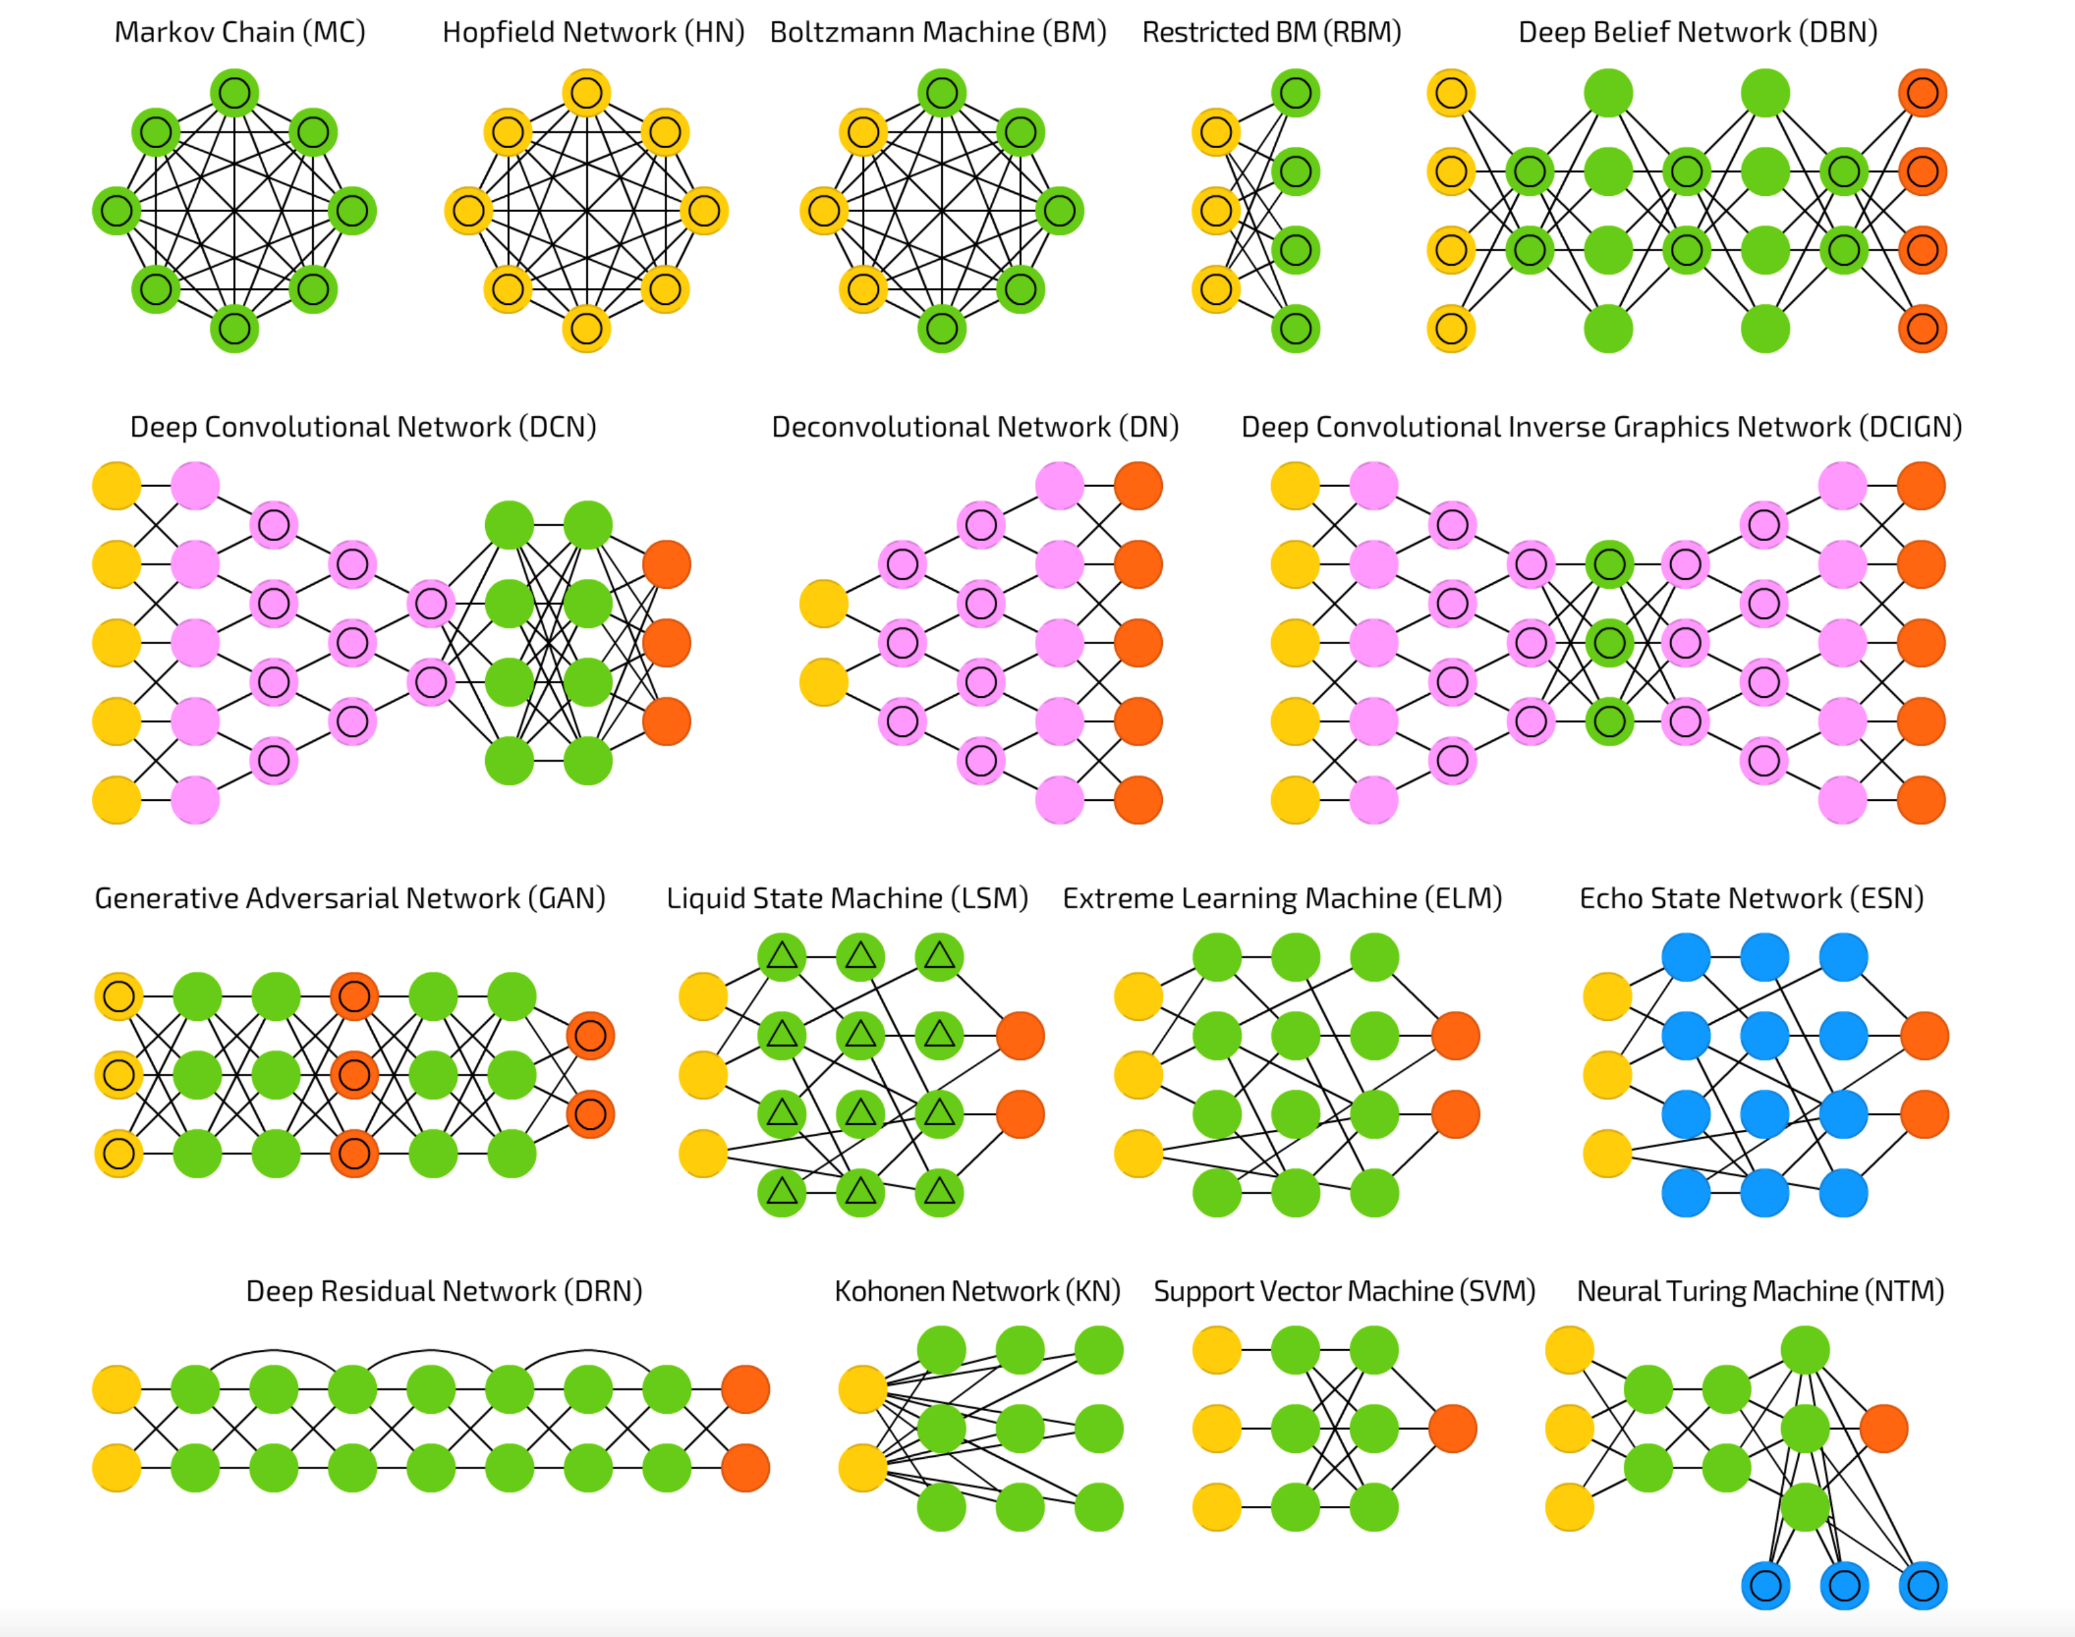 Markov Chain (MC)
Hopfield Network (HN)
Boltzmann Machine (BM)
Restricted BM (RBM)
Deep Belief Network (DBN)
Deep Convolutional Network (DCN)
Deconvolutional Network (DN)
Deep Convolutional Inverse Graphics Network (DCIGN)
Generative Adversarial Network (GAN)
Liquid State Machine (LSM)
Extreme Learning Machine (ELM)
Echo State Network (ESN)
Deep Residual Network (DRN)
Kohonen Network (KN)
Support Vector Machine (SVM)
Neural Turing Machine (NTM)